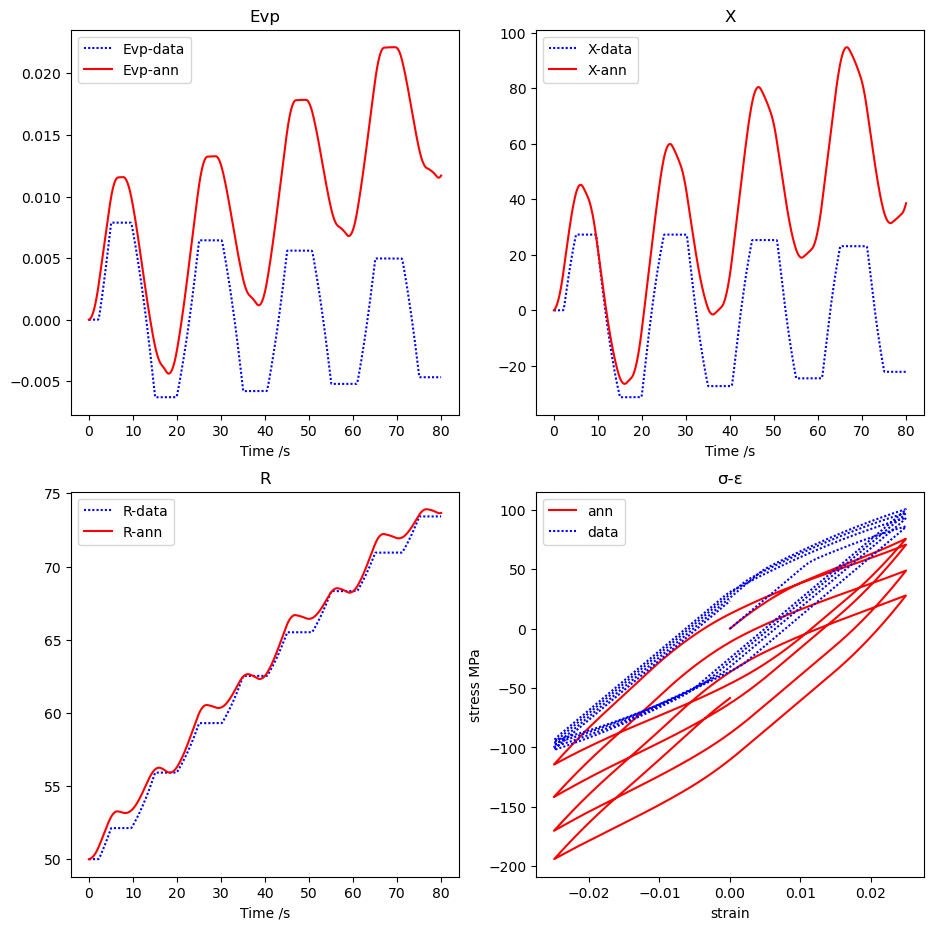 Evp
Evp-data
Evp-ann
0.020
0.015
0.010
0.005
0.000
−0.005
0 10 20 30 40 50 60 70 80
Time /s
X
X-data
X-ann
100
80
60
40
20
0
−20
0 10 20 30 40 50 60 70 80
Time /s
R
R-data
R-ann
75
70
65
60
55
50
0 10 20 30 40 50 60 70 80
Time /s
σ-ε
ann
data
100
50
0
−50
−100
−150
−200
stress MPa
−0.02 −0.01 0.00 0.01 0.02
strain